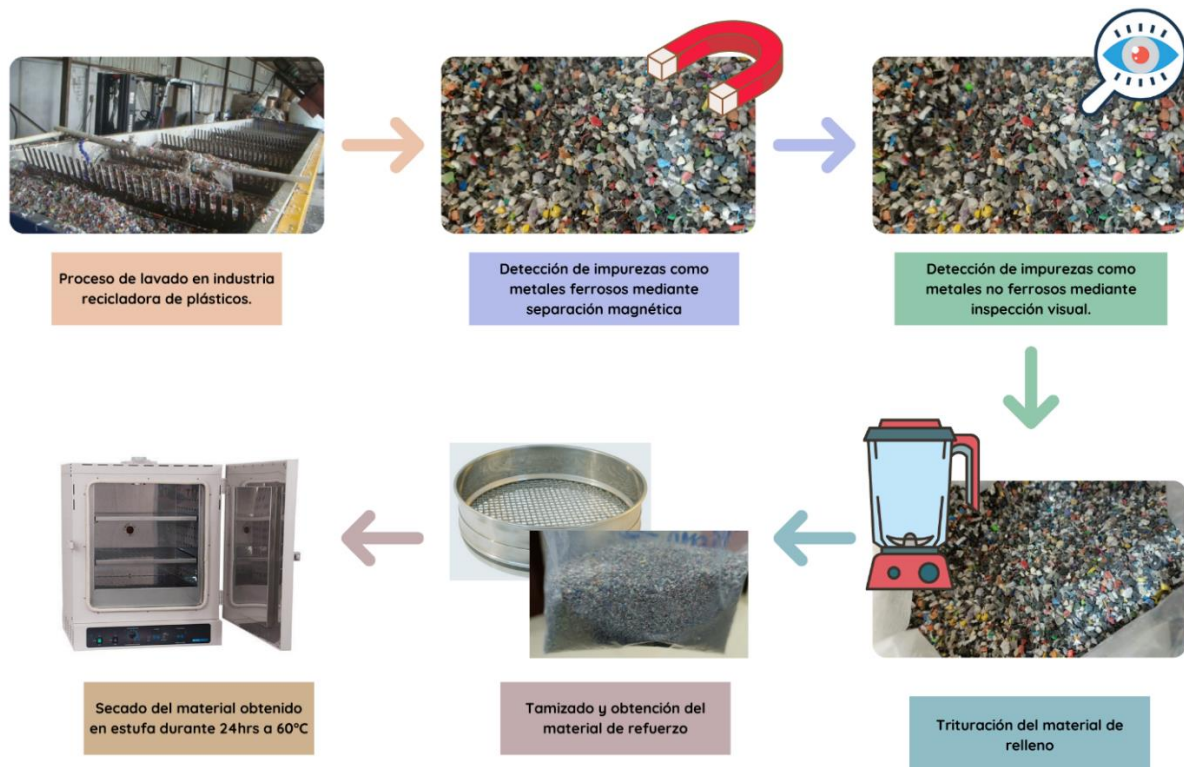 Proceso de lavado en industria
recicladora de plásticos.
Detección de impurezas como
metales ferrosos mediante
separación magnética
Detección de impurezas como
metales no ferrosos mediante
inspección visual.
Trituración del material de
relleno
Tamizado y obtención del
material de refuerzo
Secado del material obtenido
en estufa durante 24hrs a 60°C